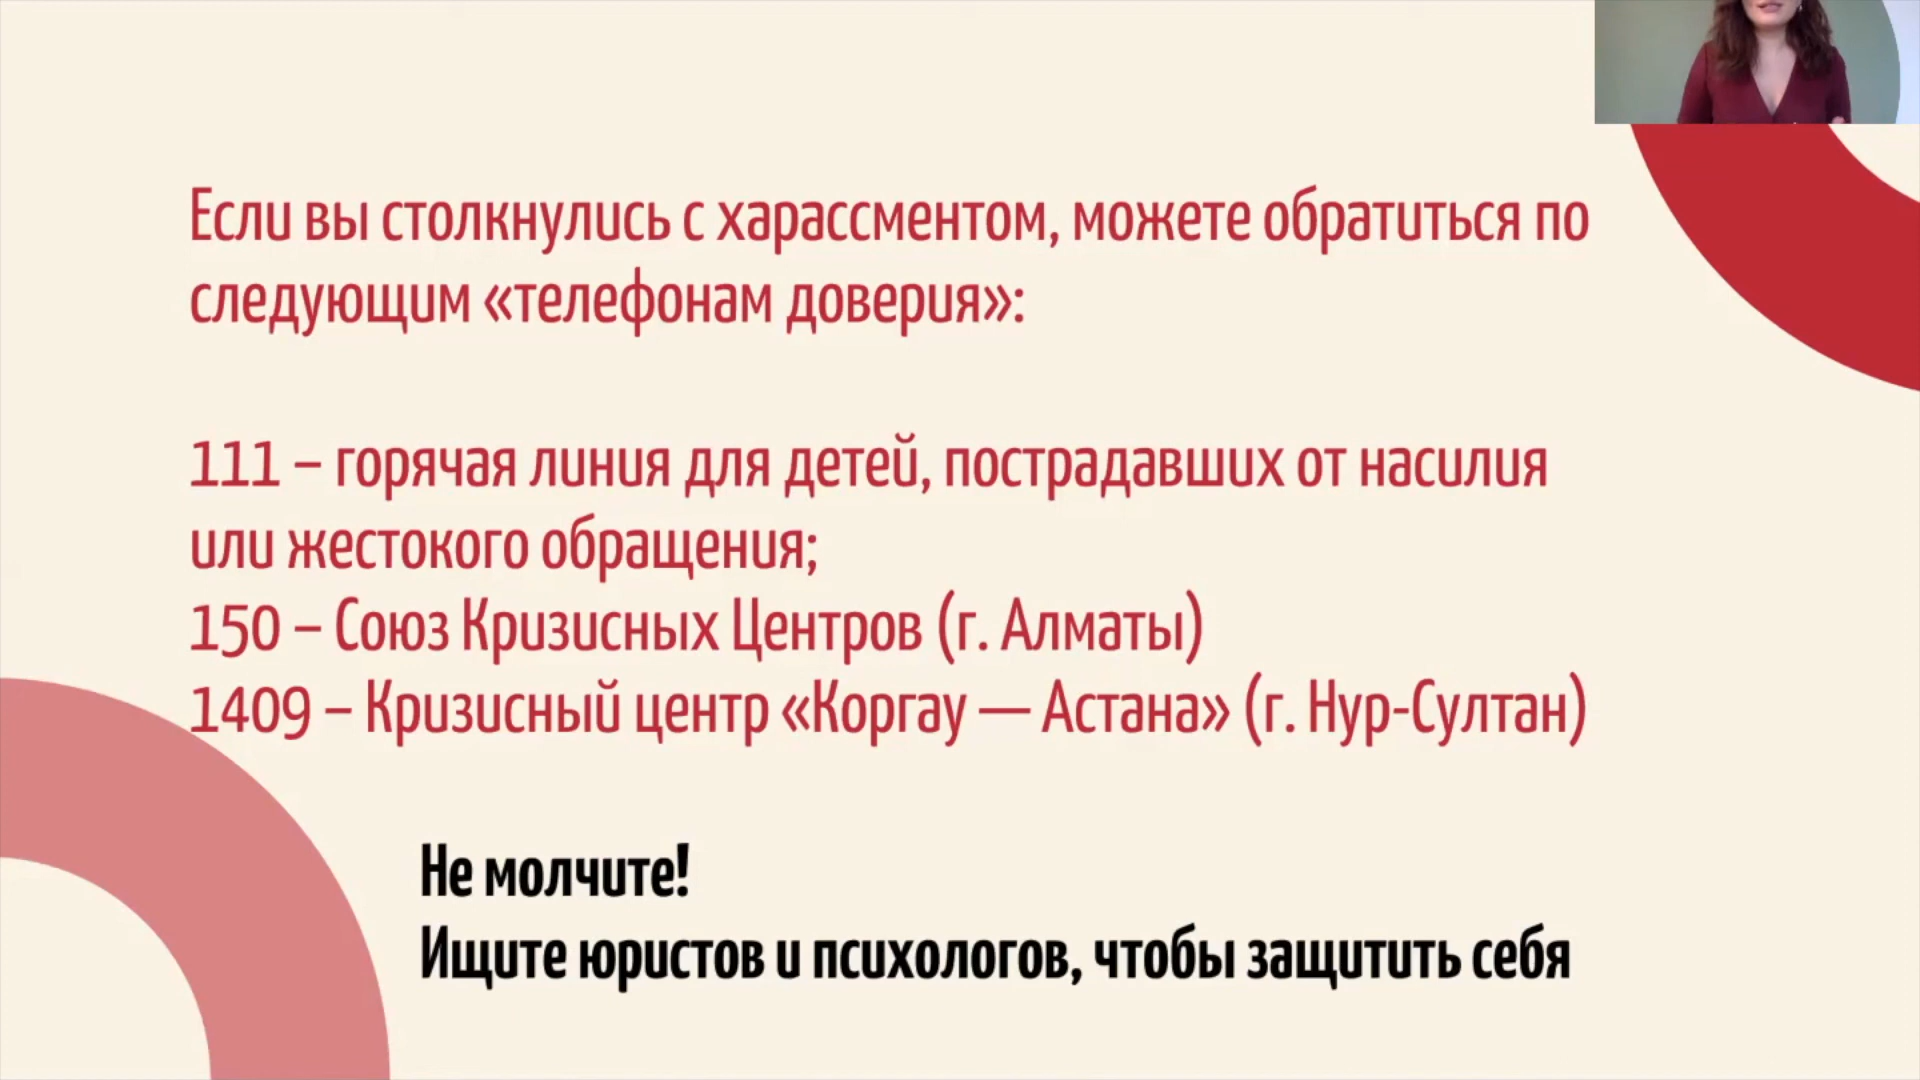 Если вы столкнулись с харассментом, можете обратиться по
следующим «телефонам доверия»:
111 – горячая линия для детей, пострадавших от насилия
или жестокого обращения;
150 – Союз Кризисных Центров (г. Алматы)
1409 – Кризисный центр «Коргау — Астана» (г. Нур-Султан)
Не молчите!
Ищите юристов и психологов, чтобы защитить себя